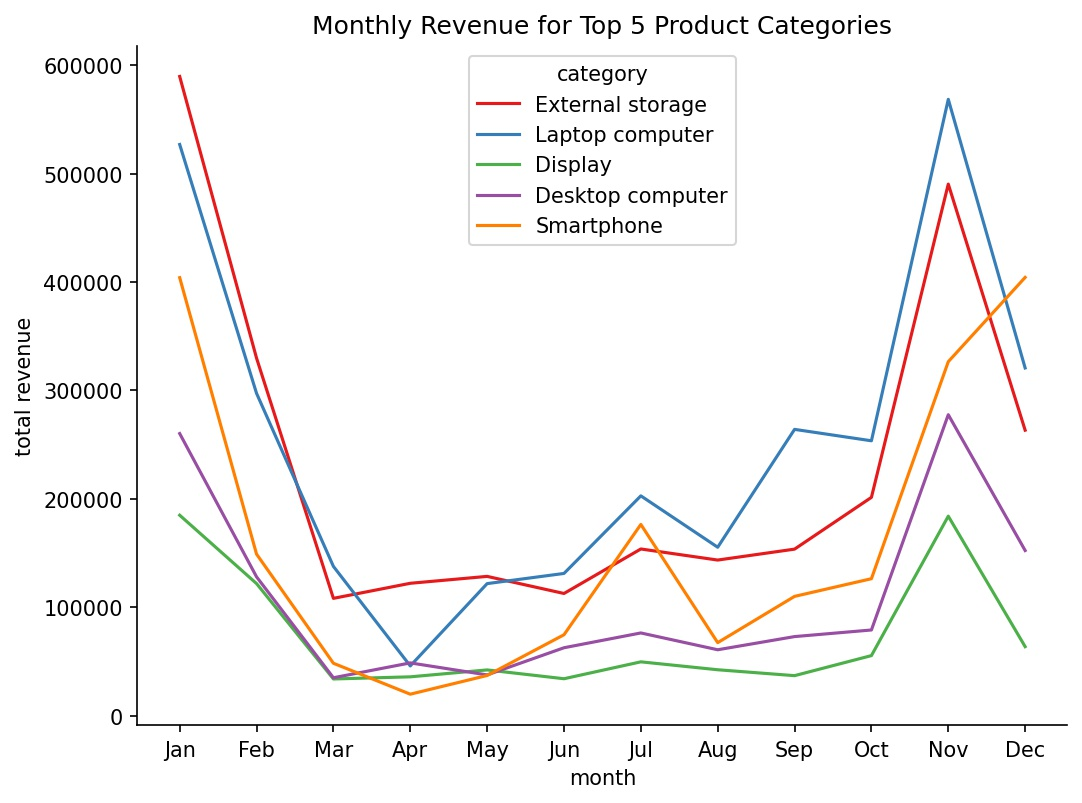 Monthly Revenue for Top 5 Product Categories
category
External storage
Laptop computer
Display
Desktop computer
Smartphone
total revenue
600000
500000
400000
300000
200000
100000
0
Jan Feb Mar Apr May Jun Jul Aug Sep Oct Nov Dec
month